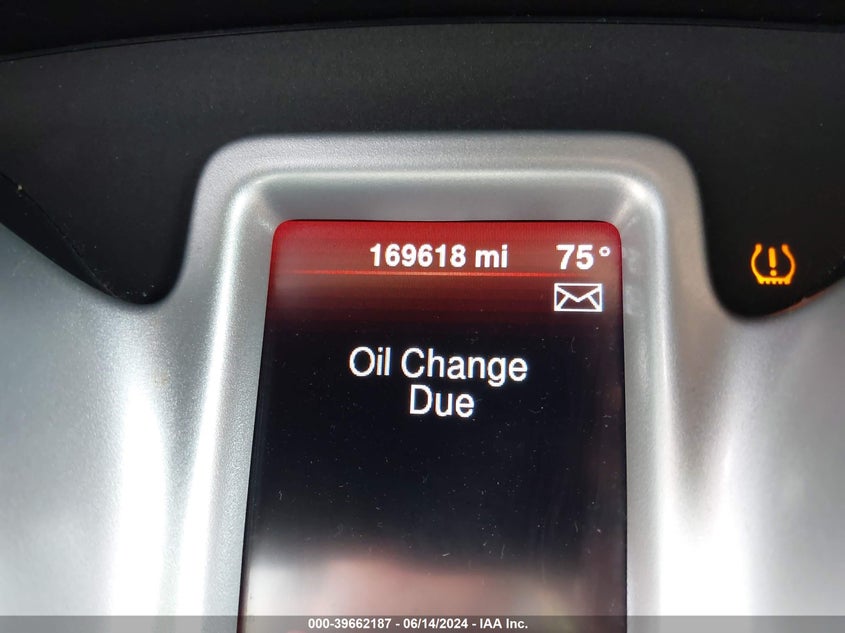 169618 mi 75°
Oil Change
Due
000-39662187 - 06/14/2024 - IAA Inc.